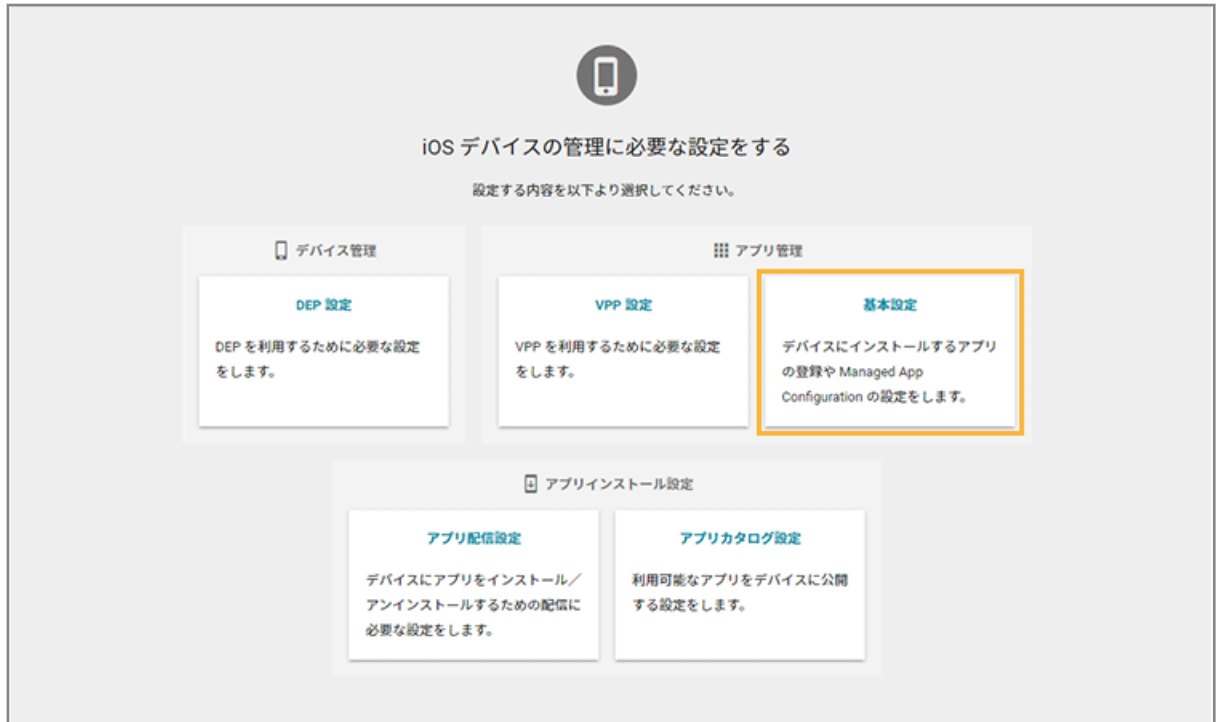 iOS デバイスの管理に必要な設定をする
設定する内容を以下より選択してください。
デバイス管理
DEP 設定
DEP を利用するために必要な設定
をします。
アプリ管理
VPP 設定
VPP を利用するために必要な設定
をします。
基本設定
デバイスにインストールするアプリ
の登録や Managed App
Configuration の設定をします。
アプリインストール設定
アプリ配信設定
デバイスにアプリをインストール／
アンインストールするための配信に
必要な設定をします。
アプリカタログ設定
利用可能なアプリをデバイスに公開
する設定をします。